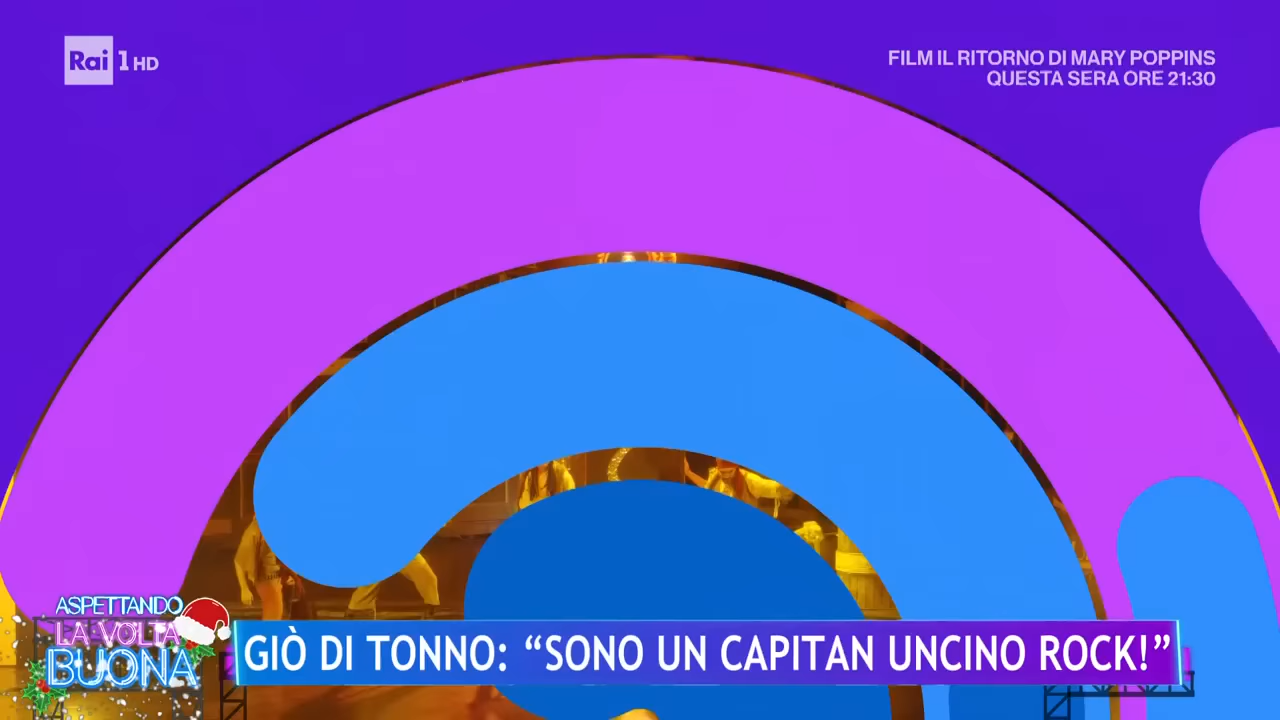 Rai 1 HD
FILM IL RITORNO DI MARY POPPINS
QUESTA SERA ORE 21:30
ASPETTANDO
LA VOLTA
BUONA
GIÒ DI TONNO: “SONO UN CAPITAN UNCINO ROCK!”